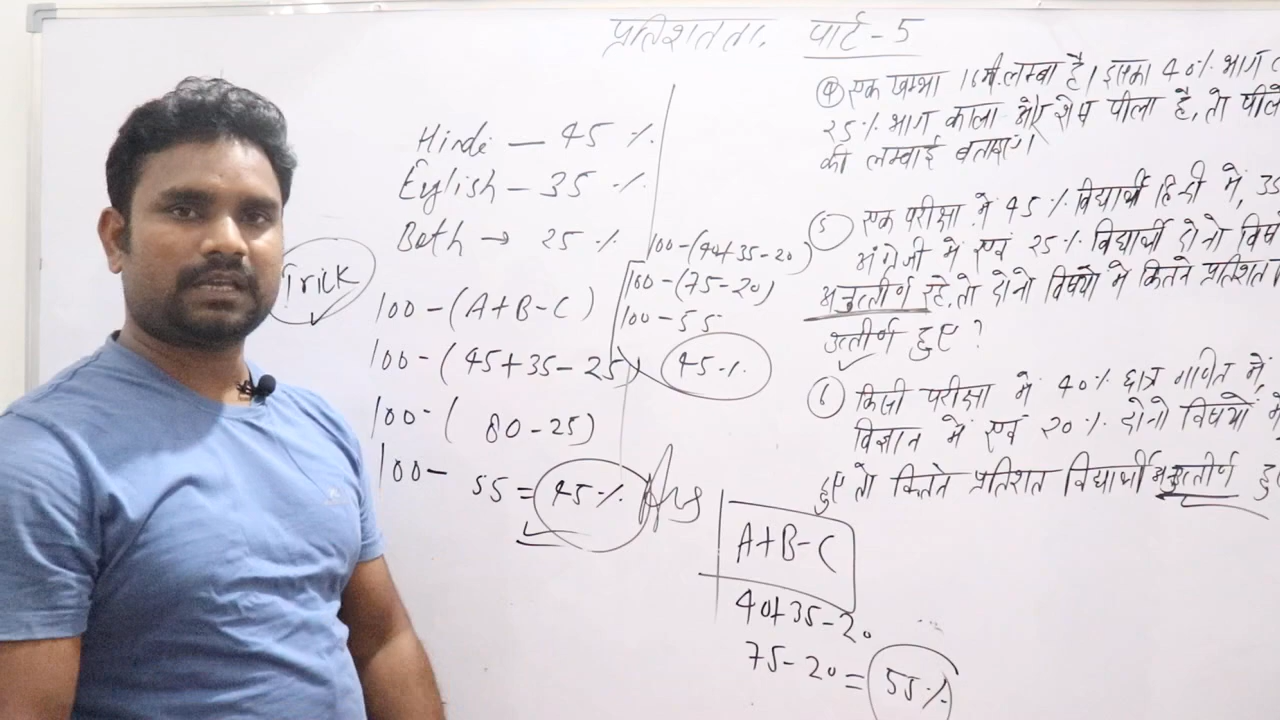 प्रतिशतता. पार्ट-5
Hindi — 45 %
English — 35 %
Both → 25 %
Trick
100-(A+B-C)
100-(45+35-25)
100-(80-25)
100- 55 = 45% Ans
100-(40+35-20)
100-(75-20)
100-55
45%
A+B-C
40+35-20
75-20 = 55%
④ एक खम्भा 16मी. लम्बा है। इसका 40% भाग
25% भाग काला और शेष पीला है, तो पीले
की लम्बाई बताएं।
⑤ एक परीक्षा में 45% विद्यार्थी हिन्दी में, 35
अंग्रेजी में एवं 25% विद्यार्थी दोनो विष
अनुत्तीर्ण रहे, तो दोनो विषयो मे कितने प्रतिशत
उत्तीर्ण हुए?
⑥ किसी परीक्षा में 40% छात्र गणित में,
विज्ञान में एवं 20% दोनो विषयों में
हुए तो कितने प्रतिशत विद्यार्थी अनुत्तीर्ण हु